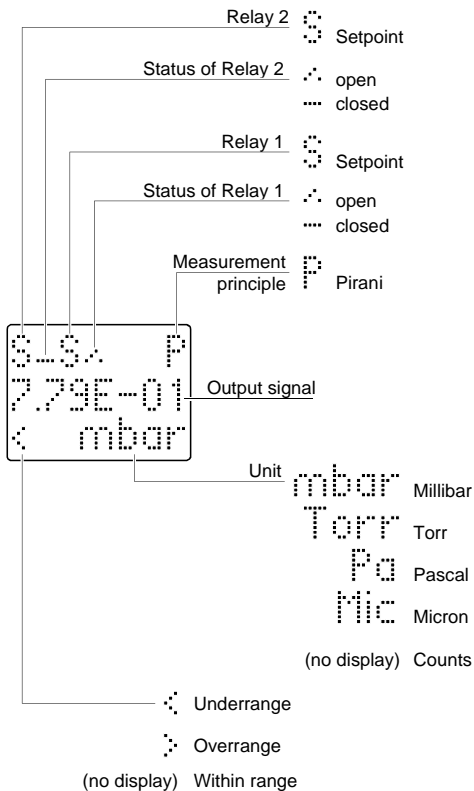 Relay 2 S Setpoint
Status of Relay 2 open
closed
Relay 1 S Setpoint
Status of Relay 1 open
closed
Measurement
principle P Pirani
S S P
7.79E-01 Output signal
< mbar
Unit mbar Millibar
Torr Torr
Pa Pascal
Mic Micron
(no display) Counts
< Underrange
> Overrange
(no display) Within range